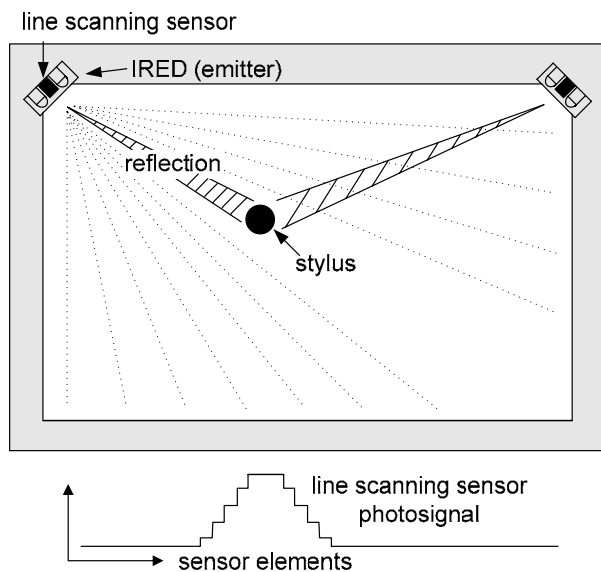 line scanning sensor
IRED (emitter)
reflection
stylus
line scanning sensor
photosignal
sensor elements